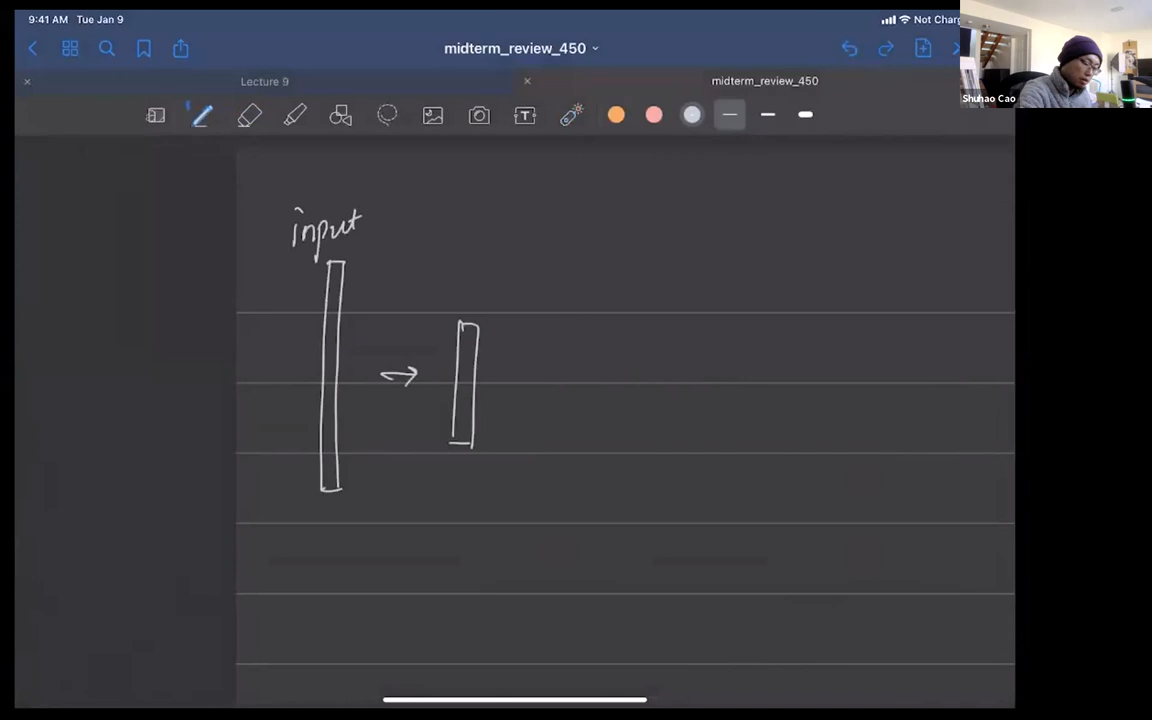 9:41 AM Tue Jan 9
Not Charg
midterm_review_450
Lecture 9
midterm_review_450
T
Shuhao Cao
input